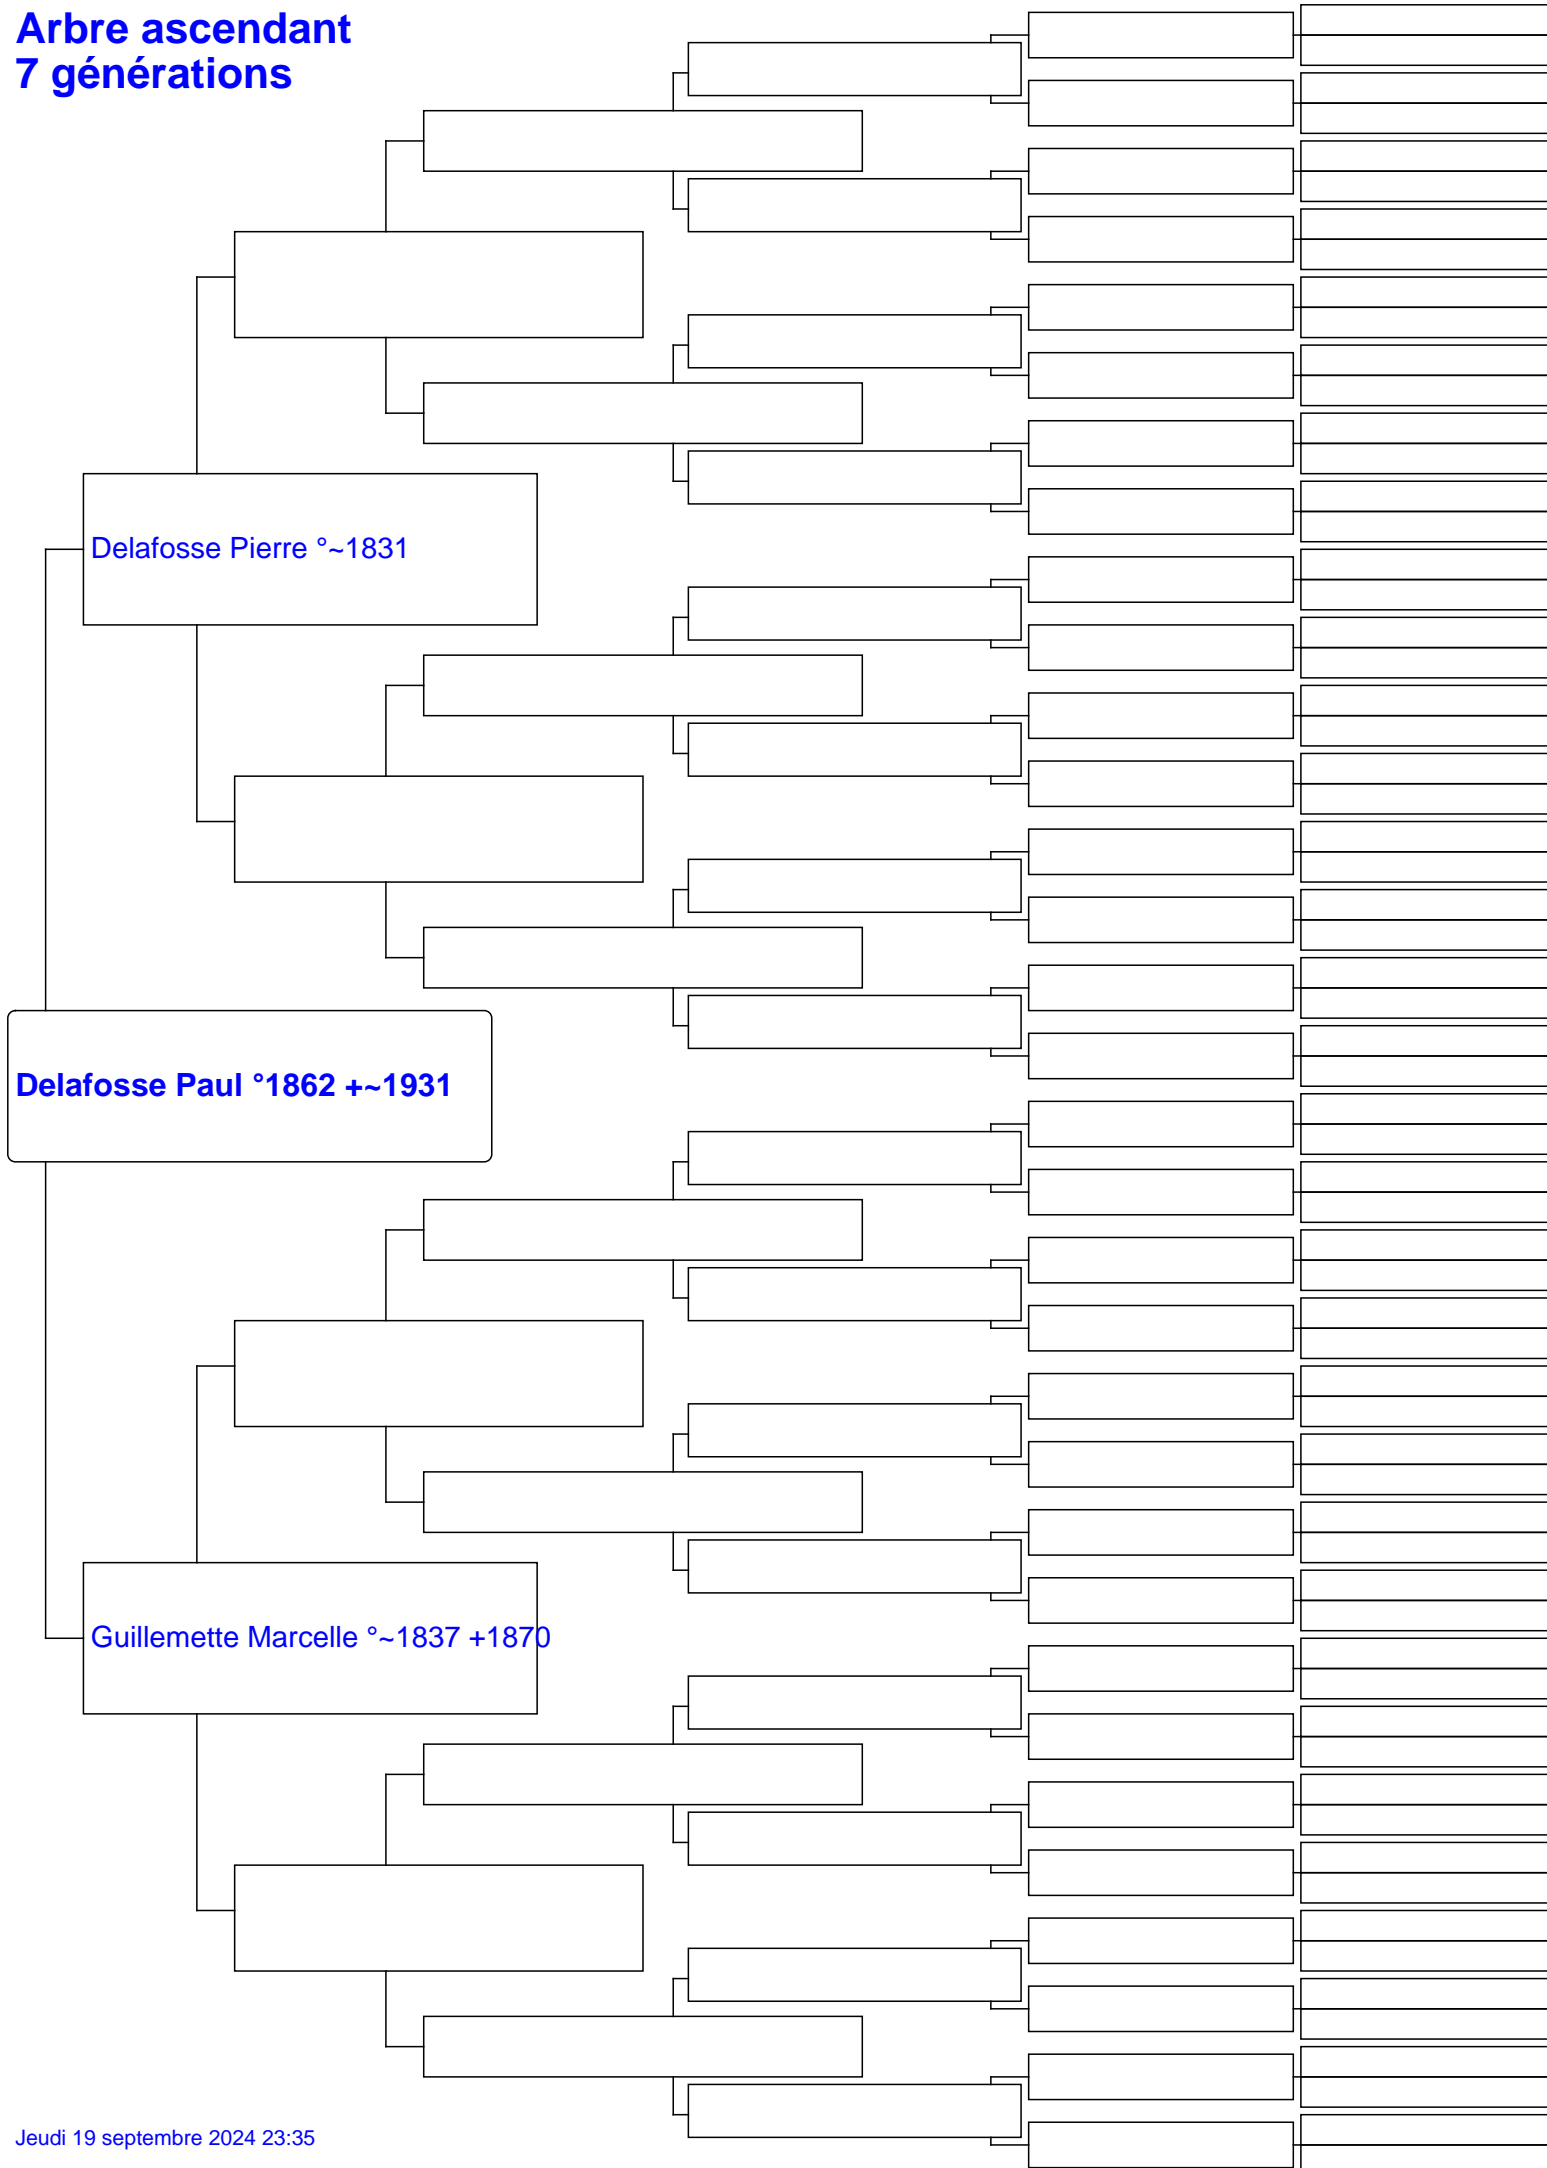 Arbre ascendant
7 générations
Delafosse Pierre °~1831
Delafosse Paul °1862 +~1931
Guillemette Marcelle °~1837 +1870
Jeudi 19 septembre 2024 23:35